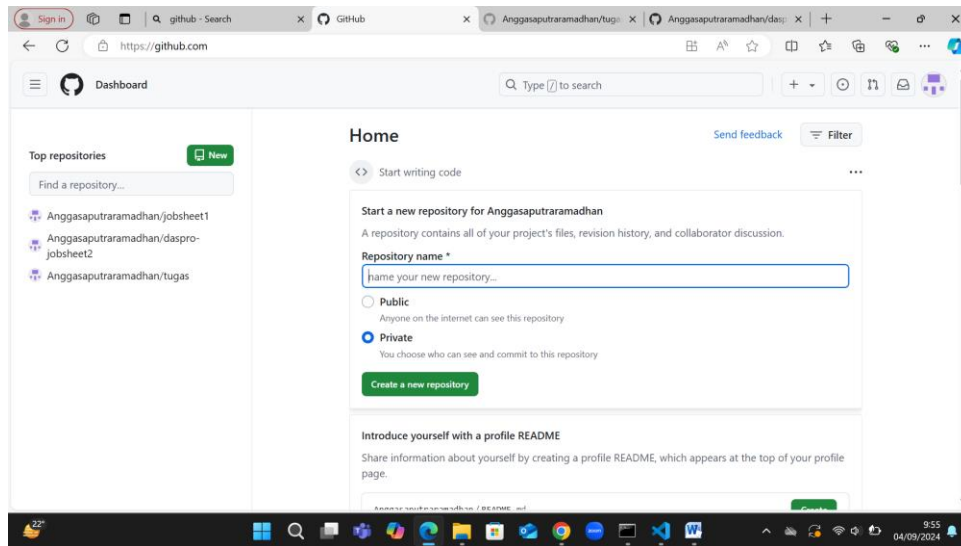 Sign in
github - Search
GitHub
Anggasaputraramadhan/tuga
Anggasaputraramadhan/dasp
https://github.com
Dashboard
Type / to search
Home
Send feedback
Filter
Top repositories
New
Find a repository...
Start writing code
Anggasaputraramadhan/jobsheet1
Anggasaputraramadhan/daspro-
jobsheet2
Anggasaputraramadhan/tugas
Start a new repository for Anggasaputraramadhan
A repository contains all of your project's files, revision history, and collaborator discussion.
Repository name *
name your new repository...
Public
Anyone on the internet can see this repository
Private
You choose who can see and commit to this repository
Create a new repository
Introduce yourself with a profile README
Share information about yourself by creating a profile README, which appears at the top of your profile
page.
Anggasaputraramadhan / README .md
Create
22°
zoom
9:55
04/09/2024